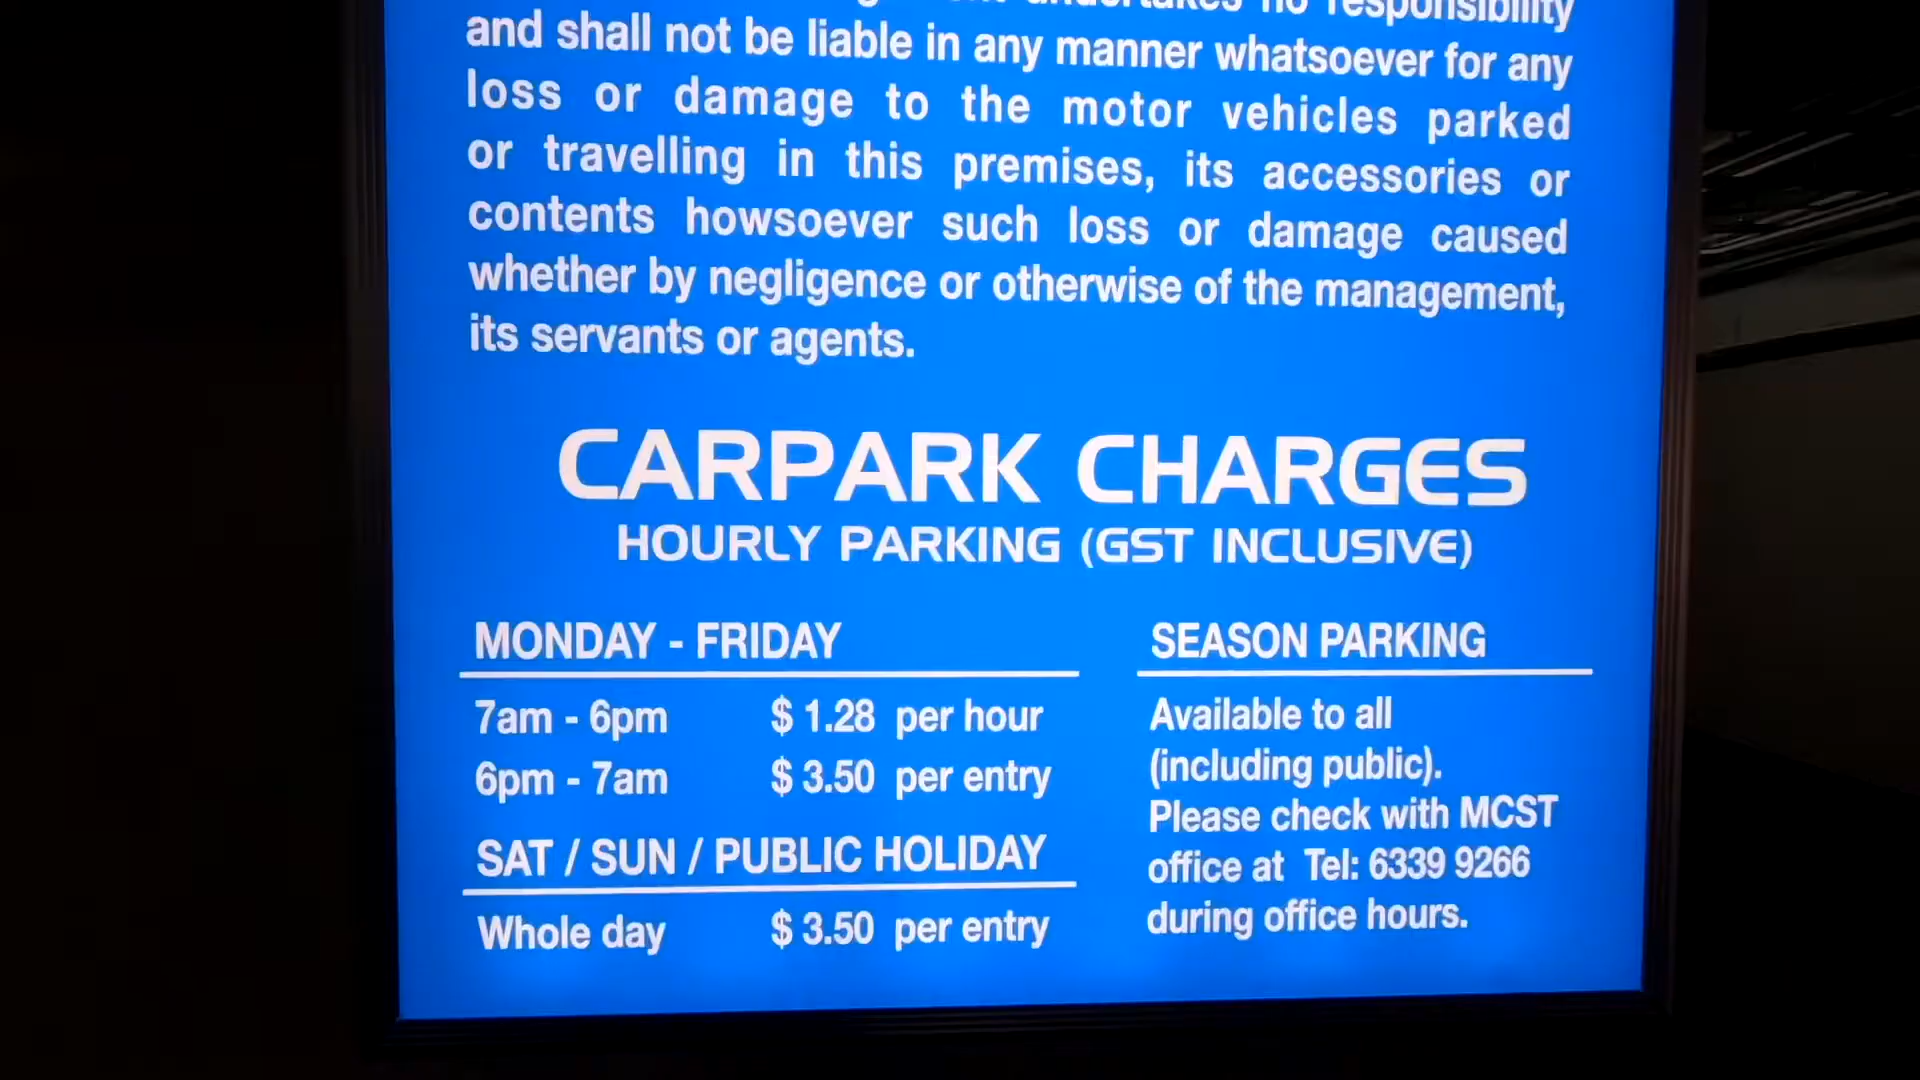 undertakes no responsibility
and shall not be liable in any manner whatsoever for any
loss or damage to the motor vehicles parked
or travelling in this premises, its accessories or
contents howsoever such loss or damage caused
whether by negligence or otherwise of the management,
its servants or agents.
CARPARK CHARGES
HOURLY PARKING (GST INCLUSIVE)
MONDAY - FRIDAY
7am - 6pm $ 1.28 per hour
6pm - 7am $ 3.50 per entry
SAT / SUN / PUBLIC HOLIDAY
Whole day $ 3.50 per entry
SEASON PARKING
Available to all
(including public).
Please check with MCST
office at Tel: 6339 9266
during office hours.